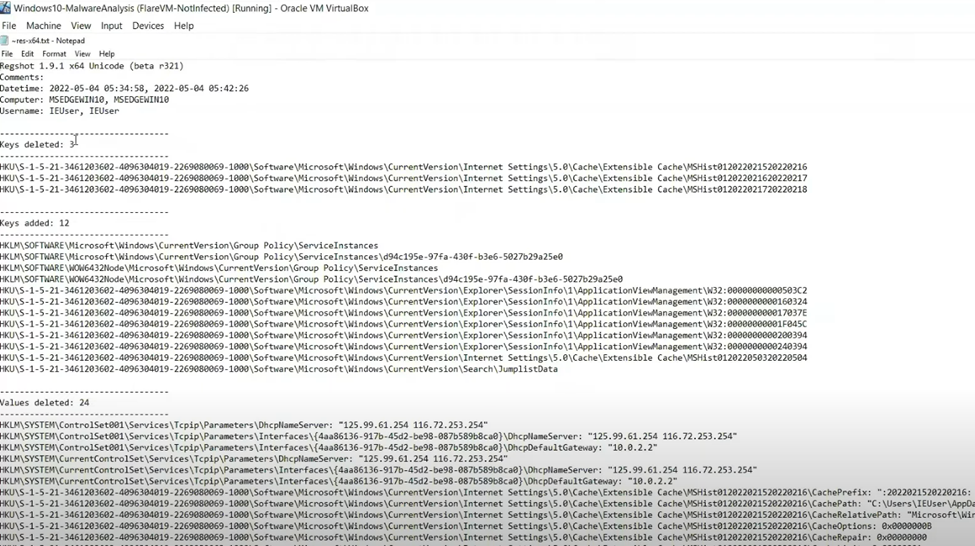 Windows10-MalwareAnalysis (FlareVM-NotInfected) [Running] - Oracle VM VirtualBox
File Machine View Input Devices Help
~res-x64.txt - Notepad
File Edit Format View Help
Regshot 1.9.1 x64 Unicode (beta r321)
Comments:
Datetime: 2022-05-04 05:34:58, 2022-05-04 05:42:26
Computer: MSEDGEWIN10, MSEDGEWIN10
Username: IEUser, IEUser
----------------------------------
Keys deleted: 3
----------------------------------
HKU\S-1-5-21-3461203602-4096304019-2269080069-1000\Software\Microsoft\Windows\CurrentVersion\Internet Settings\5.0\Cache\Extensible Cache\MSHist012022021520220216
HKU\S-1-5-21-3461203602-4096304019-2269080069-1000\Software\Microsoft\Windows\CurrentVersion\Internet Settings\5.0\Cache\Extensible Cache\MSHist012022021620220217
HKU\S-1-5-21-3461203602-4096304019-2269080069-1000\Software\Microsoft\Windows\CurrentVersion\Internet Settings\5.0\Cache\Extensible Cache\MSHist012022021720220218
----------------------------------
Keys added: 12
----------------------------------
HKLM\SOFTWARE\Microsoft\Windows\CurrentVersion\Group Policy\ServiceInstances
HKLM\SOFTWARE\Microsoft\Windows\CurrentVersion\Group Policy\ServiceInstances\d94c195e-97fa-430f-b3e6-5027b29a25e0
HKLM\SOFTWARE\WOW6432Node\Microsoft\Windows\CurrentVersion\Group Policy\ServiceInstances
HKLM\SOFTWARE\WOW6432Node\Microsoft\Windows\CurrentVersion\Group Policy\ServiceInstances\d94c195e-97fa-430f-b3e6-5027b29a25e0
HKU\S-1-5-21-3461203602-4096304019-2269080069-1000\Software\Microsoft\Windows\CurrentVersion\Explorer\SessionInfo\1\ApplicationViewManagement\W32:00000000000503C2
HKU\S-1-5-21-3461203602-4096304019-2269080069-1000\Software\Microsoft\Windows\CurrentVersion\Explorer\SessionInfo\1\ApplicationViewManagement\W32:0000000000160324
HKU\S-1-5-21-3461203602-4096304019-2269080069-1000\Software\Microsoft\Windows\CurrentVersion\Explorer\SessionInfo\1\ApplicationViewManagement\W32:000000000017037E
HKU\S-1-5-21-3461203602-4096304019-2269080069-1000\Software\Microsoft\Windows\CurrentVersion\Explorer\SessionInfo\1\ApplicationViewManagement\W32:00000000001F045C
HKU\S-1-5-21-3461203602-4096304019-2269080069-1000\Software\Microsoft\Windows\CurrentVersion\Explorer\SessionInfo\1\ApplicationViewManagement\W32:0000000000200394
HKU\S-1-5-21-3461203602-4096304019-2269080069-1000\Software\Microsoft\Windows\CurrentVersion\Explorer\SessionInfo\1\ApplicationViewManagement\W32:0000000000240394
HKU\S-1-5-21-3461203602-4096304019-2269080069-1000\Software\Microsoft\Windows\CurrentVersion\Internet Settings\5.0\Cache\Extensible Cache\MSHist012022050320220504
HKU\S-1-5-21-3461203602-4096304019-2269080069-1000\Software\Microsoft\Windows\CurrentVersion\Search\JumplistData
----------------------------------
Values deleted: 24
----------------------------------
HKLM\SYSTEM\ControlSet001\Services\Tcpip\Parameters\DhcpNameServer: "125.99.61.254 116.72.253.254"
HKLM\SYSTEM\ControlSet001\Services\Tcpip\Parameters\Interfaces\{4aa86136-917b-45d2-be98-087b589b8ca0}\DhcpNameServer: "125.99.61.254 116.72.253.254"
HKLM\SYSTEM\ControlSet001\Services\Tcpip\Parameters\Interfaces\{4aa86136-917b-45d2-be98-087b589b8ca0}\DhcpDefaultGateway: "10.0.2.2"
HKLM\SYSTEM\CurrentControlSet\Services\Tcpip\Parameters\DhcpNameServer: "125.99.61.254 116.72.253.254"
HKLM\SYSTEM\CurrentControlSet\Services\Tcpip\Parameters\Interfaces\{4aa86136-917b-45d2-be98-087b589b8ca0}\DhcpNameServer: "125.99.61.254 116.72.253.254"
HKLM\SYSTEM\CurrentControlSet\Services\Tcpip\Parameters\Interfaces\{4aa86136-917b-45d2-be98-087b589b8ca0}\DhcpDefaultGateway: "10.0.2.2"
HKU\S-1-5-21-3461203602-4096304019-2269080069-1000\Software\Microsoft\Windows\CurrentVersion\Internet Settings\5.0\Cache\Extensible Cache\MSHist012022021520220216\CachePrefix: ":2022021520220216:
HKU\S-1-5-21-3461203602-4096304019-2269080069-1000\Software\Microsoft\Windows\CurrentVersion\Internet Settings\5.0\Cache\Extensible Cache\MSHist012022021520220216\CachePath: "C:\Users\IEUser\AppDa
HKU\S-1-5-21-3461203602-4096304019-2269080069-1000\Software\Microsoft\Windows\CurrentVersion\Internet Settings\5.0\Cache\Extensible Cache\MSHist012022021520220216\CacheRelativePath: "Microsoft\Win
HKU\S-1-5-21-3461203602-4096304019-2269080069-1000\Software\Microsoft\Windows\CurrentVersion\Internet Settings\5.0\Cache\Extensible Cache\MSHist012022021520220216\CacheOptions: 0x0000000B
HKU\S-1-5-21-3461203602-4096304019-2269080069-1000\Software\Microsoft\Windows\CurrentVersion\Internet Settings\5.0\Cache\Extensible Cache\MSHist012022021520220216\CacheRepair: 0x00000000